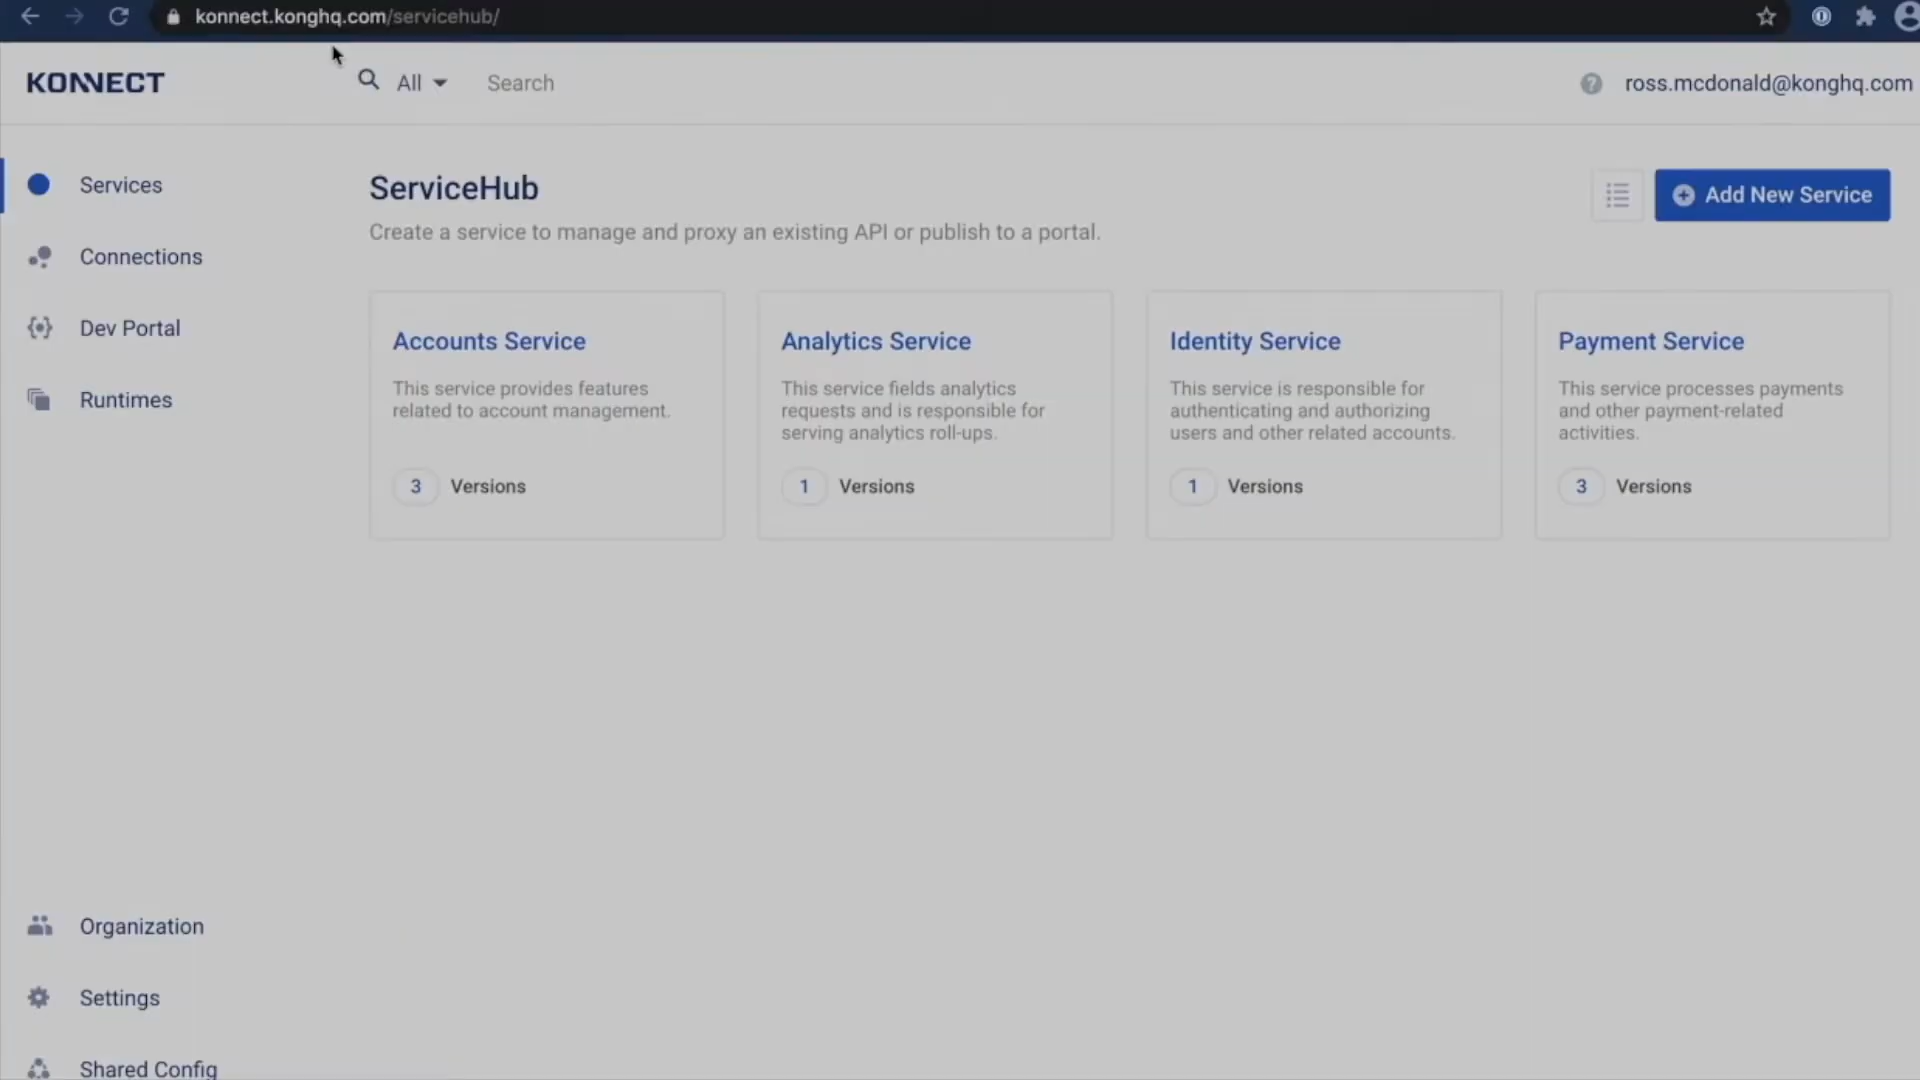 konnect.konghq.com/servicehub/
KONNECT
All
Search
ross.mcdonald@konghq.com
Services
Connections
Dev Portal
Runtimes
Organization
Settings
Shared Config
ServiceHub
Create a service to manage and proxy an existing API or publish to a portal.
Add New Service
Accounts Service
This service provides features
related to account management.
3 Versions
Analytics Service
This service fields analytics
requests and is responsible for
serving analytics roll-ups.
1 Versions
Identity Service
This service is responsible for
authenticating and authorizing
users and other related accounts.
1 Versions
Payment Service
This service processes payments
and other payment-related
activities.
3 Versions